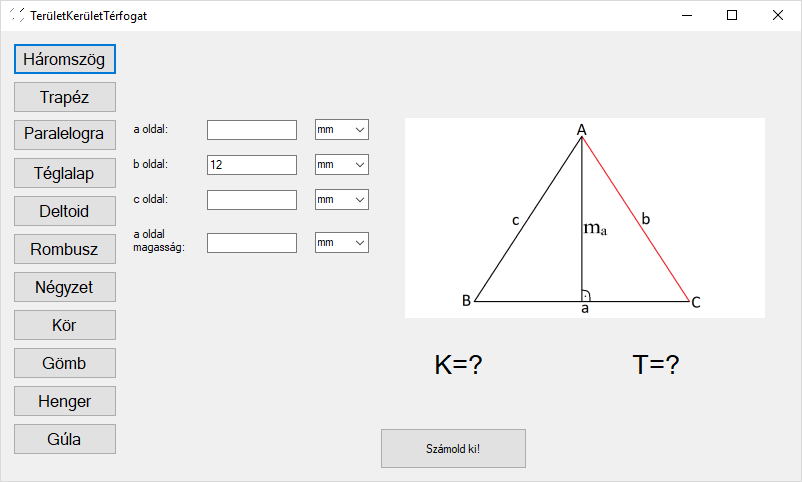 TerületKerületTérfogat
Háromszög
Trapéz
Paralelogra
Téglalap
Deltoid
Rombusz
Négyzet
Kör
Gömb
Henger
Gúla
a oldal:
mm
b oldal:
12
mm
c oldal:
mm
a oldal
magasság:
mm
A
c
b
mₐ
B
a
C
K=?
T=?
Számold ki!